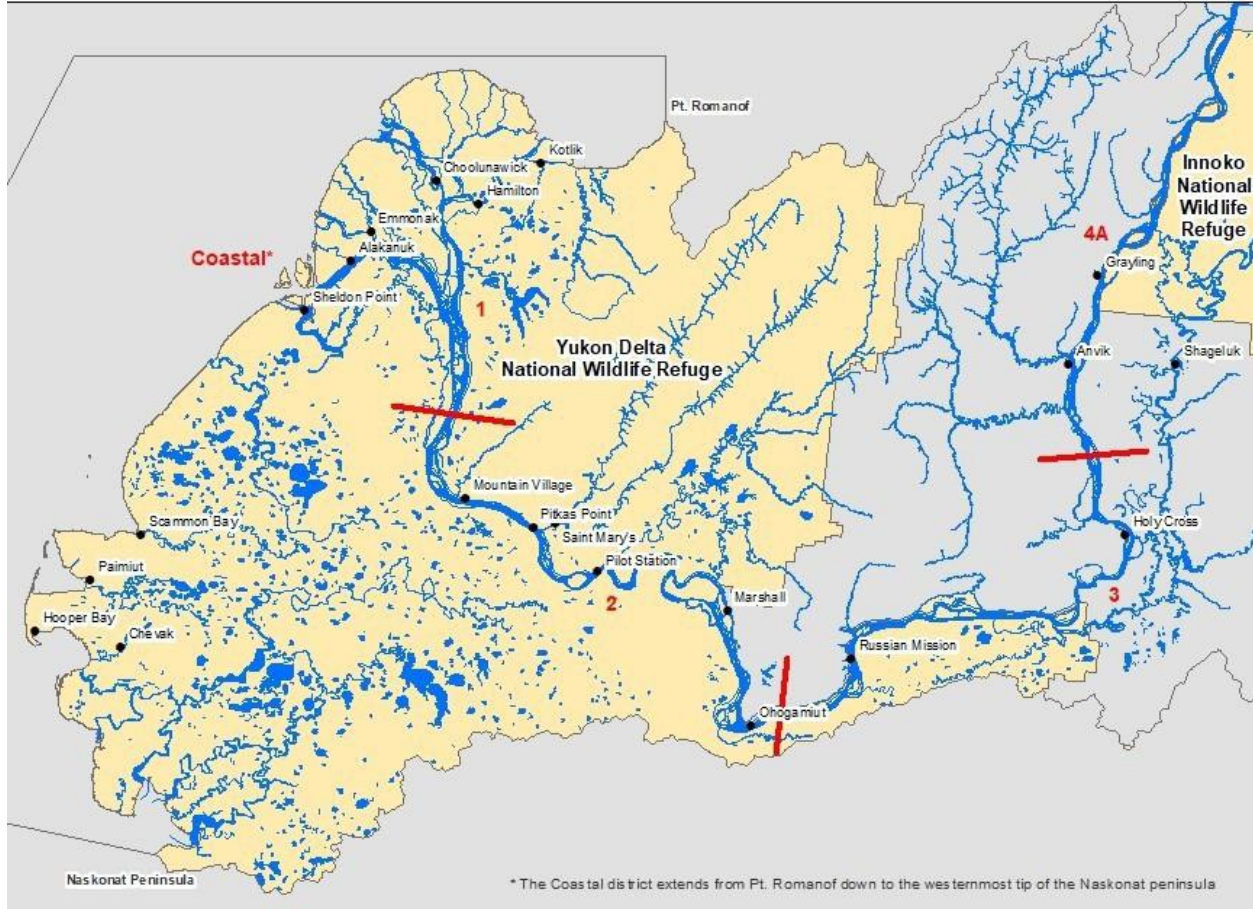 Pt. Romanof
Kotlik
Choolunawick
Hamilton
Innoko
National
Wildlife
Refuge
Emmonak
4A
Alakanuk
Coastal*
Grayling
Sheldon Point
1
Yukon Delta
National Wildlife Refuge
Anvik
Shageluk
Mountain Village
Pitkas Point
Scammon Bay
Saint Mary's
Holy Cross
Pilot Station
Paimiut
2
Marshall
3
Hooper Bay
Chevak
Russian Mission
Ohogamiut
Naskonat Peninsula
* The Coastal district extends from Pt. Romanof down to the westernmost tip of the Naskonat peninsula